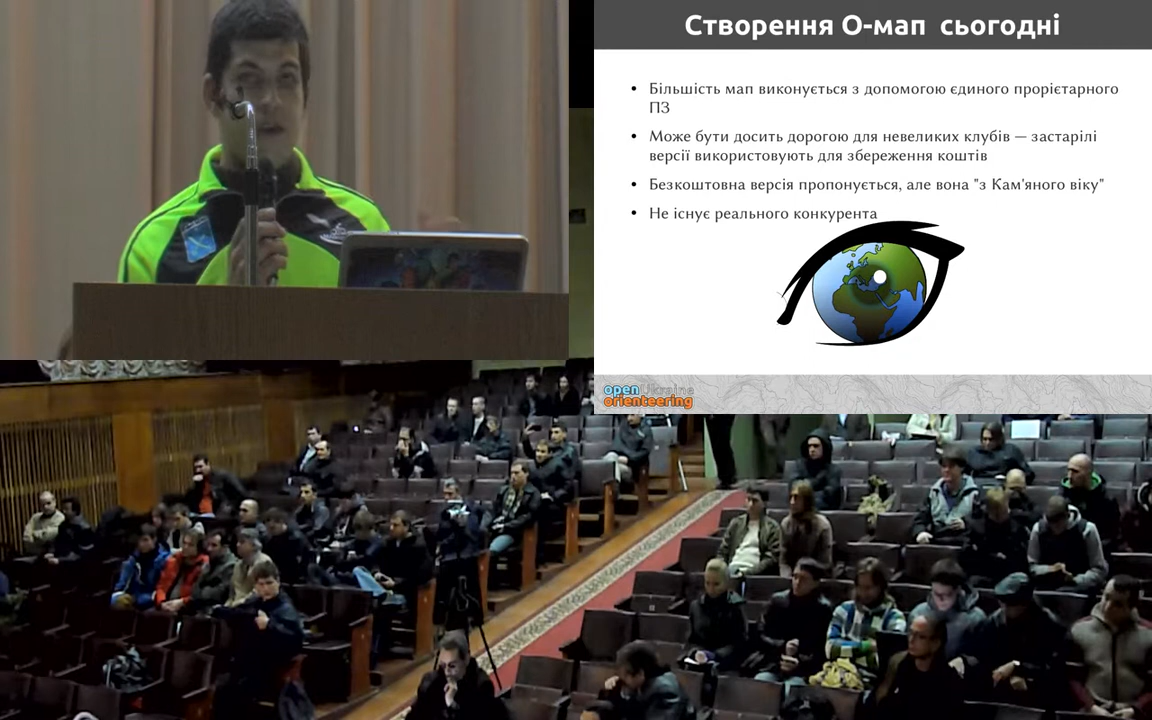 Створення О-мап сьогодні
• Більшість мап виконується з допомогою єдиного прорієтарного
ПЗ
• Може бути досить дорогою для невеликих клубів — застарілі
версії використовують для збереження коштів
• Безкоштовна версія пропонується, але вона "з Кам'яного віку"
• Не існує реального конкурента
open Ukraine
orienteering